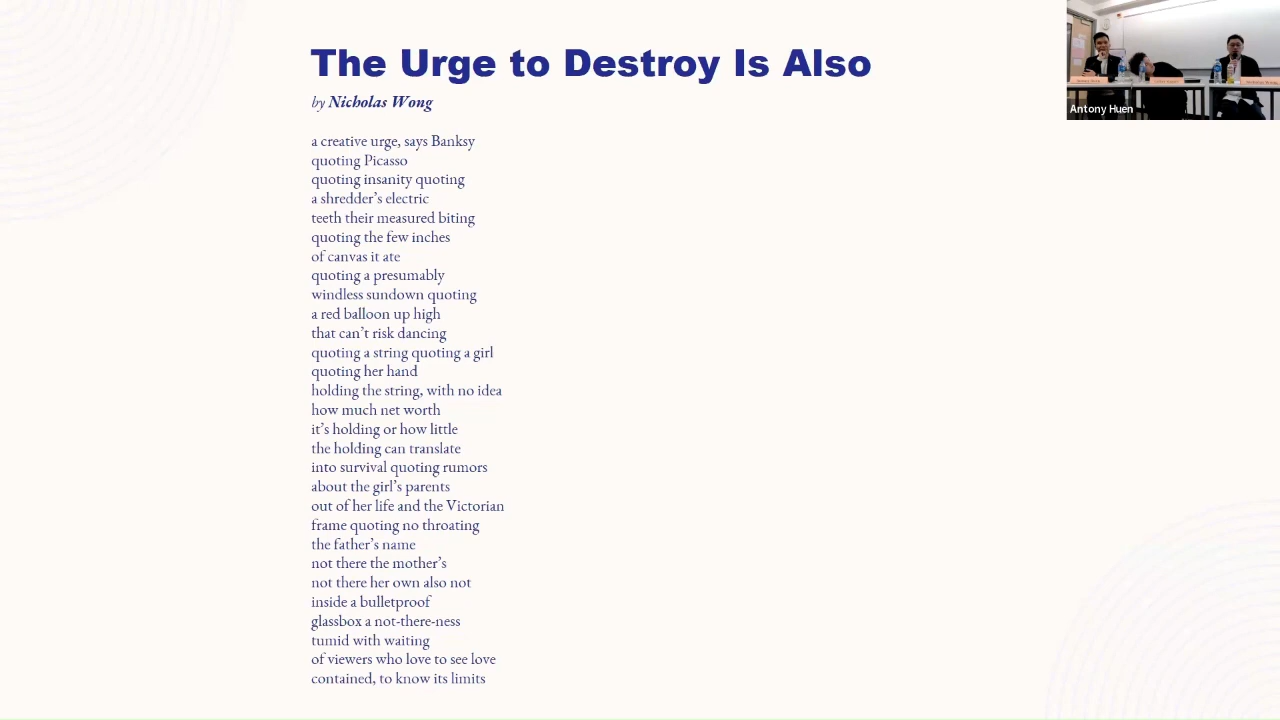 The Urge to Destroy Is Also
by Nicholas Wong
a creative urge, says Banksy
quoting Picasso
quoting insanity quoting
a shredder’s electric
teeth their measured biting
quoting the few inches
of canvas it ate
quoting a presumably
windless sundown quoting
a red balloon up high
that can’t risk dancing
quoting a string quoting a girl
quoting her hand
holding the string, with no idea
how much net worth
it’s holding or how little
the holding can translate
into survival quoting rumors
about the girl’s parents
out of her life and the Victorian
frame quoting no throating
the father’s name
not there the mother’s
not there her own also not
inside a bulletproof
glassbox a not-there-ness
tumid with waiting
of viewers who love to see love
contained, to know its limits
Antony Huen